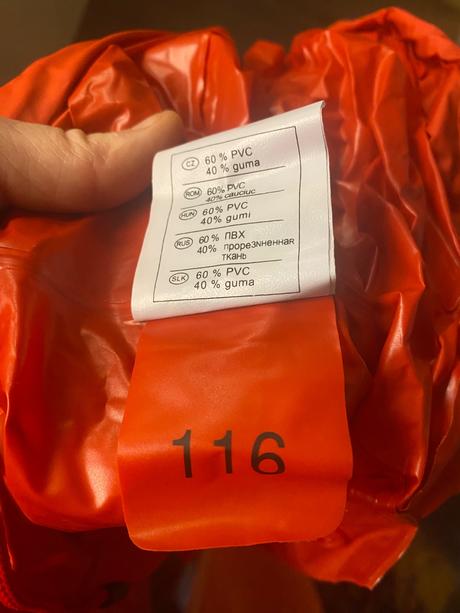 CZ 60 % PVC
40 % guma
ROM 60% PVC
40% cauciuc
HUN 60 % PVC
40% gumi
RUS 60 % ПВХ
40% прорезнненная
ткань
SLK 60 % PVC
40 % guma
116